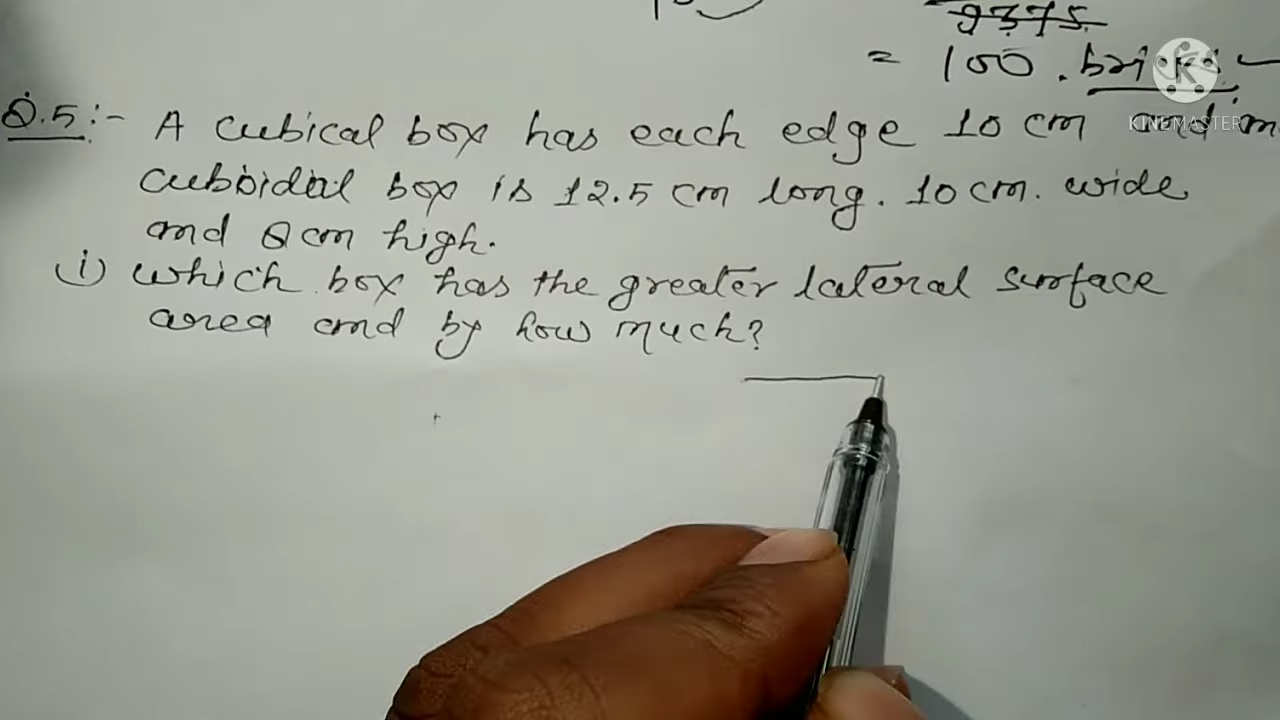 9375
= 100. bricks
Q.5:- A cubical box has each edge 10 cm and
cuboidal box is 12.5 cm long. 10 cm. wide
and 8 cm high.
(i) which box has the greater lateral surface
area and by how much?
KINEMASTER